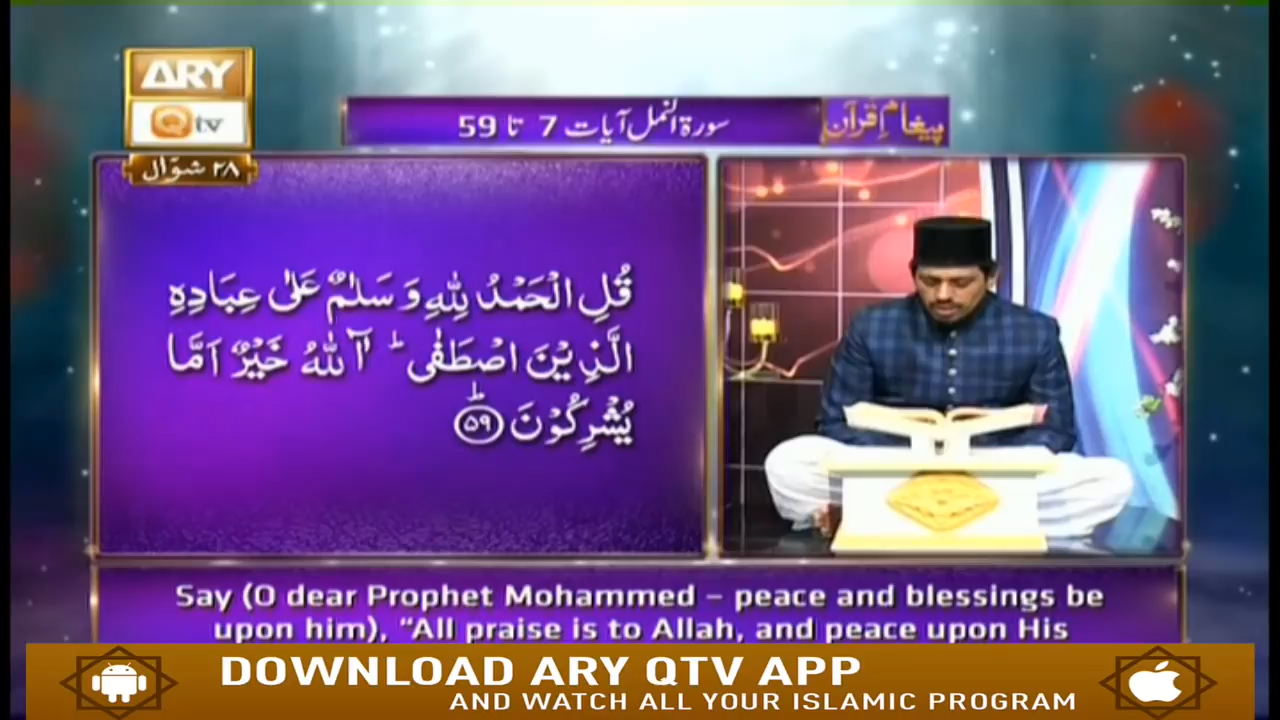 ARY
Qtv
۲۸ شوّال
سورۃ النمل آیات 7 تا 59
پیغامِ قرآن
قُلِ الْحَمْدُ لِلّٰهِ وَ سَلٰمٌ عَلٰى عِبَادِهِ
الَّذِیْنَ اصْطَفٰىؕ آٰللّٰهُ خَیْرٌ اَمَّا
یُشْرِكُوْنَؕ ۵۹
Say (O dear Prophet Mohammed – peace and blessings be
upon him), “All praise is to Allah, and peace upon His
DOWNLOAD ARY QTV APP
AND WATCH ALL YOUR ISLAMIC PROGRAM